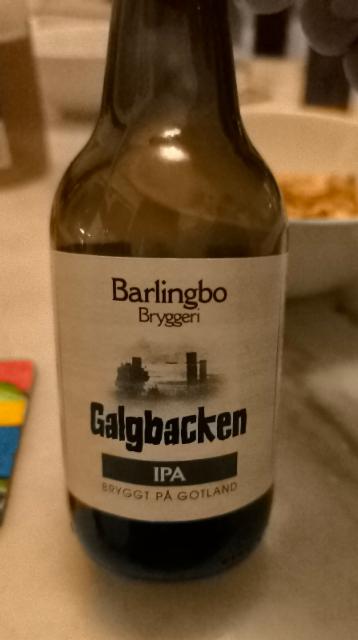 Barlingbo
Bryggeri
Galgbacken
IPA
BRYGGT PÅ GOTLAND